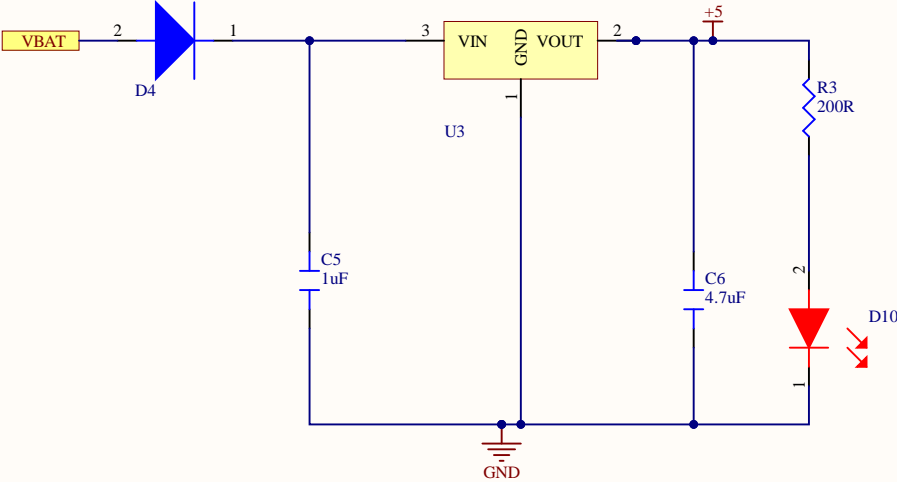 +5
VBAT
2
1
3
VIN
GND
VOUT
2
D4
1
U3
R3
200R
C5
1uF
C6
4.7uF
2
D10
1
GND